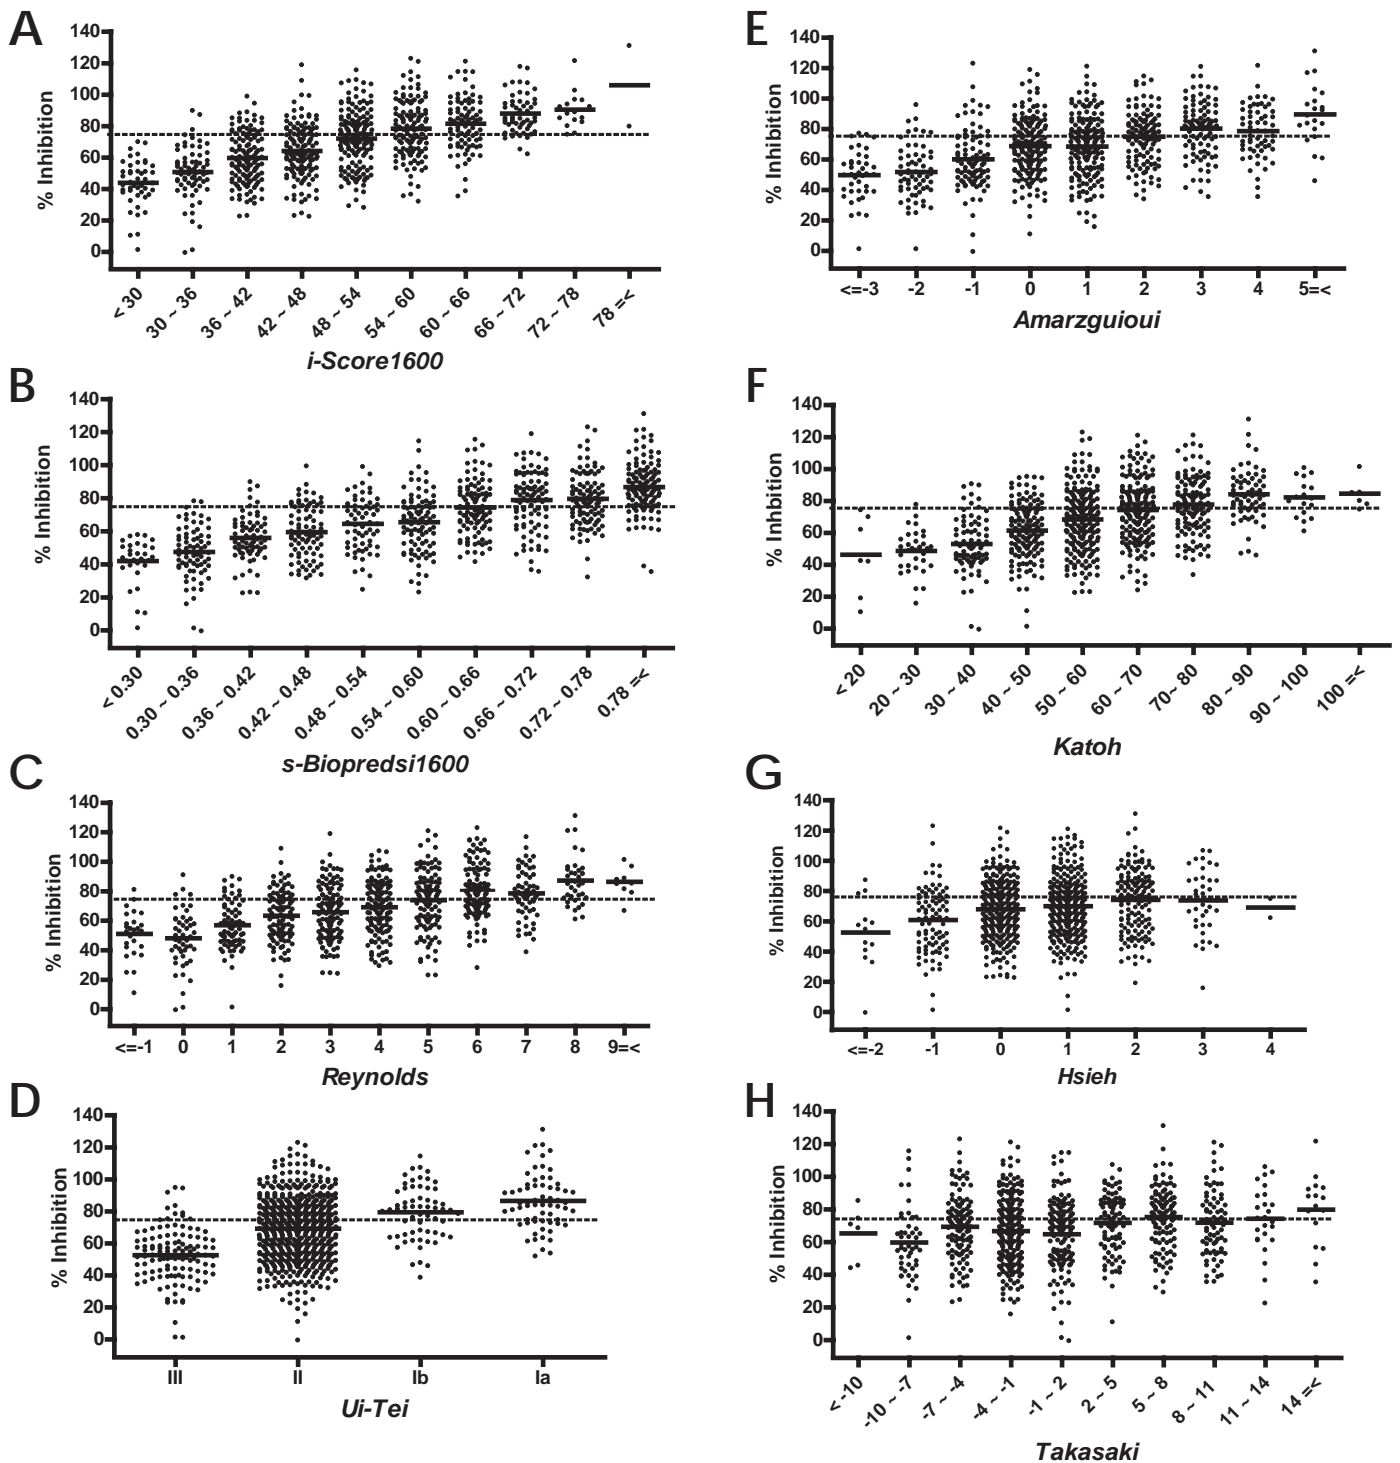 A
% Inhibition
140
120
100
80
60
40
20
0
< 30
30 ~ 36
36 ~ 42
42 ~ 48
48 ~ 54
54 ~ 60
60 ~ 66
66 ~ 72
72 ~ 78
78 =<
i-Score1600
B
% Inhibition
140
120
100
80
60
40
20
0
< 0.30
0.30 ~ 0.36
0.36 ~ 0.42
0.42 ~ 0.48
0.48 ~ 0.54
0.54 ~ 0.60
0.60 ~ 0.66
0.66 ~ 0.72
0.72 ~ 0.78
0.78 =<
s-Biopredsi1600
C
% Inhibition
140
120
100
80
60
40
20
0
<=-1 0 1 2 3 4 5 6 7 8 9=<
Reynolds
D
% Inhibition
140
120
100
80
60
40
20
0
III II Ib Ia
Ui-Tei
E
% Inhibition
140
120
100
80
60
40
20
0
<=-3 -2 -1 0 1 2 3 4 5=<
Amarzguioui
F
% Inhbition
140
120
100
80
60
40
20
0
< 20
20 ~ 30
30 ~ 40
40 ~ 50
50 ~ 60
60 ~ 70
70~ 80
80 ~ 90
90 ~ 100
100 =<
Katoh
G
% Inhibition
140
120
100
80
60
40
20
0
<=-2 -1 0 1 2 3 4
Hsieh
H
% Inhibition
140
120
100
80
60
40
20
0
< -10
-10 ~ -7
-7 ~ -4
-4 ~ -1
-1 ~ 2
2 ~ 5
5 ~ 8
8 ~ 11
11 ~ 14
14 =<
Takasaki